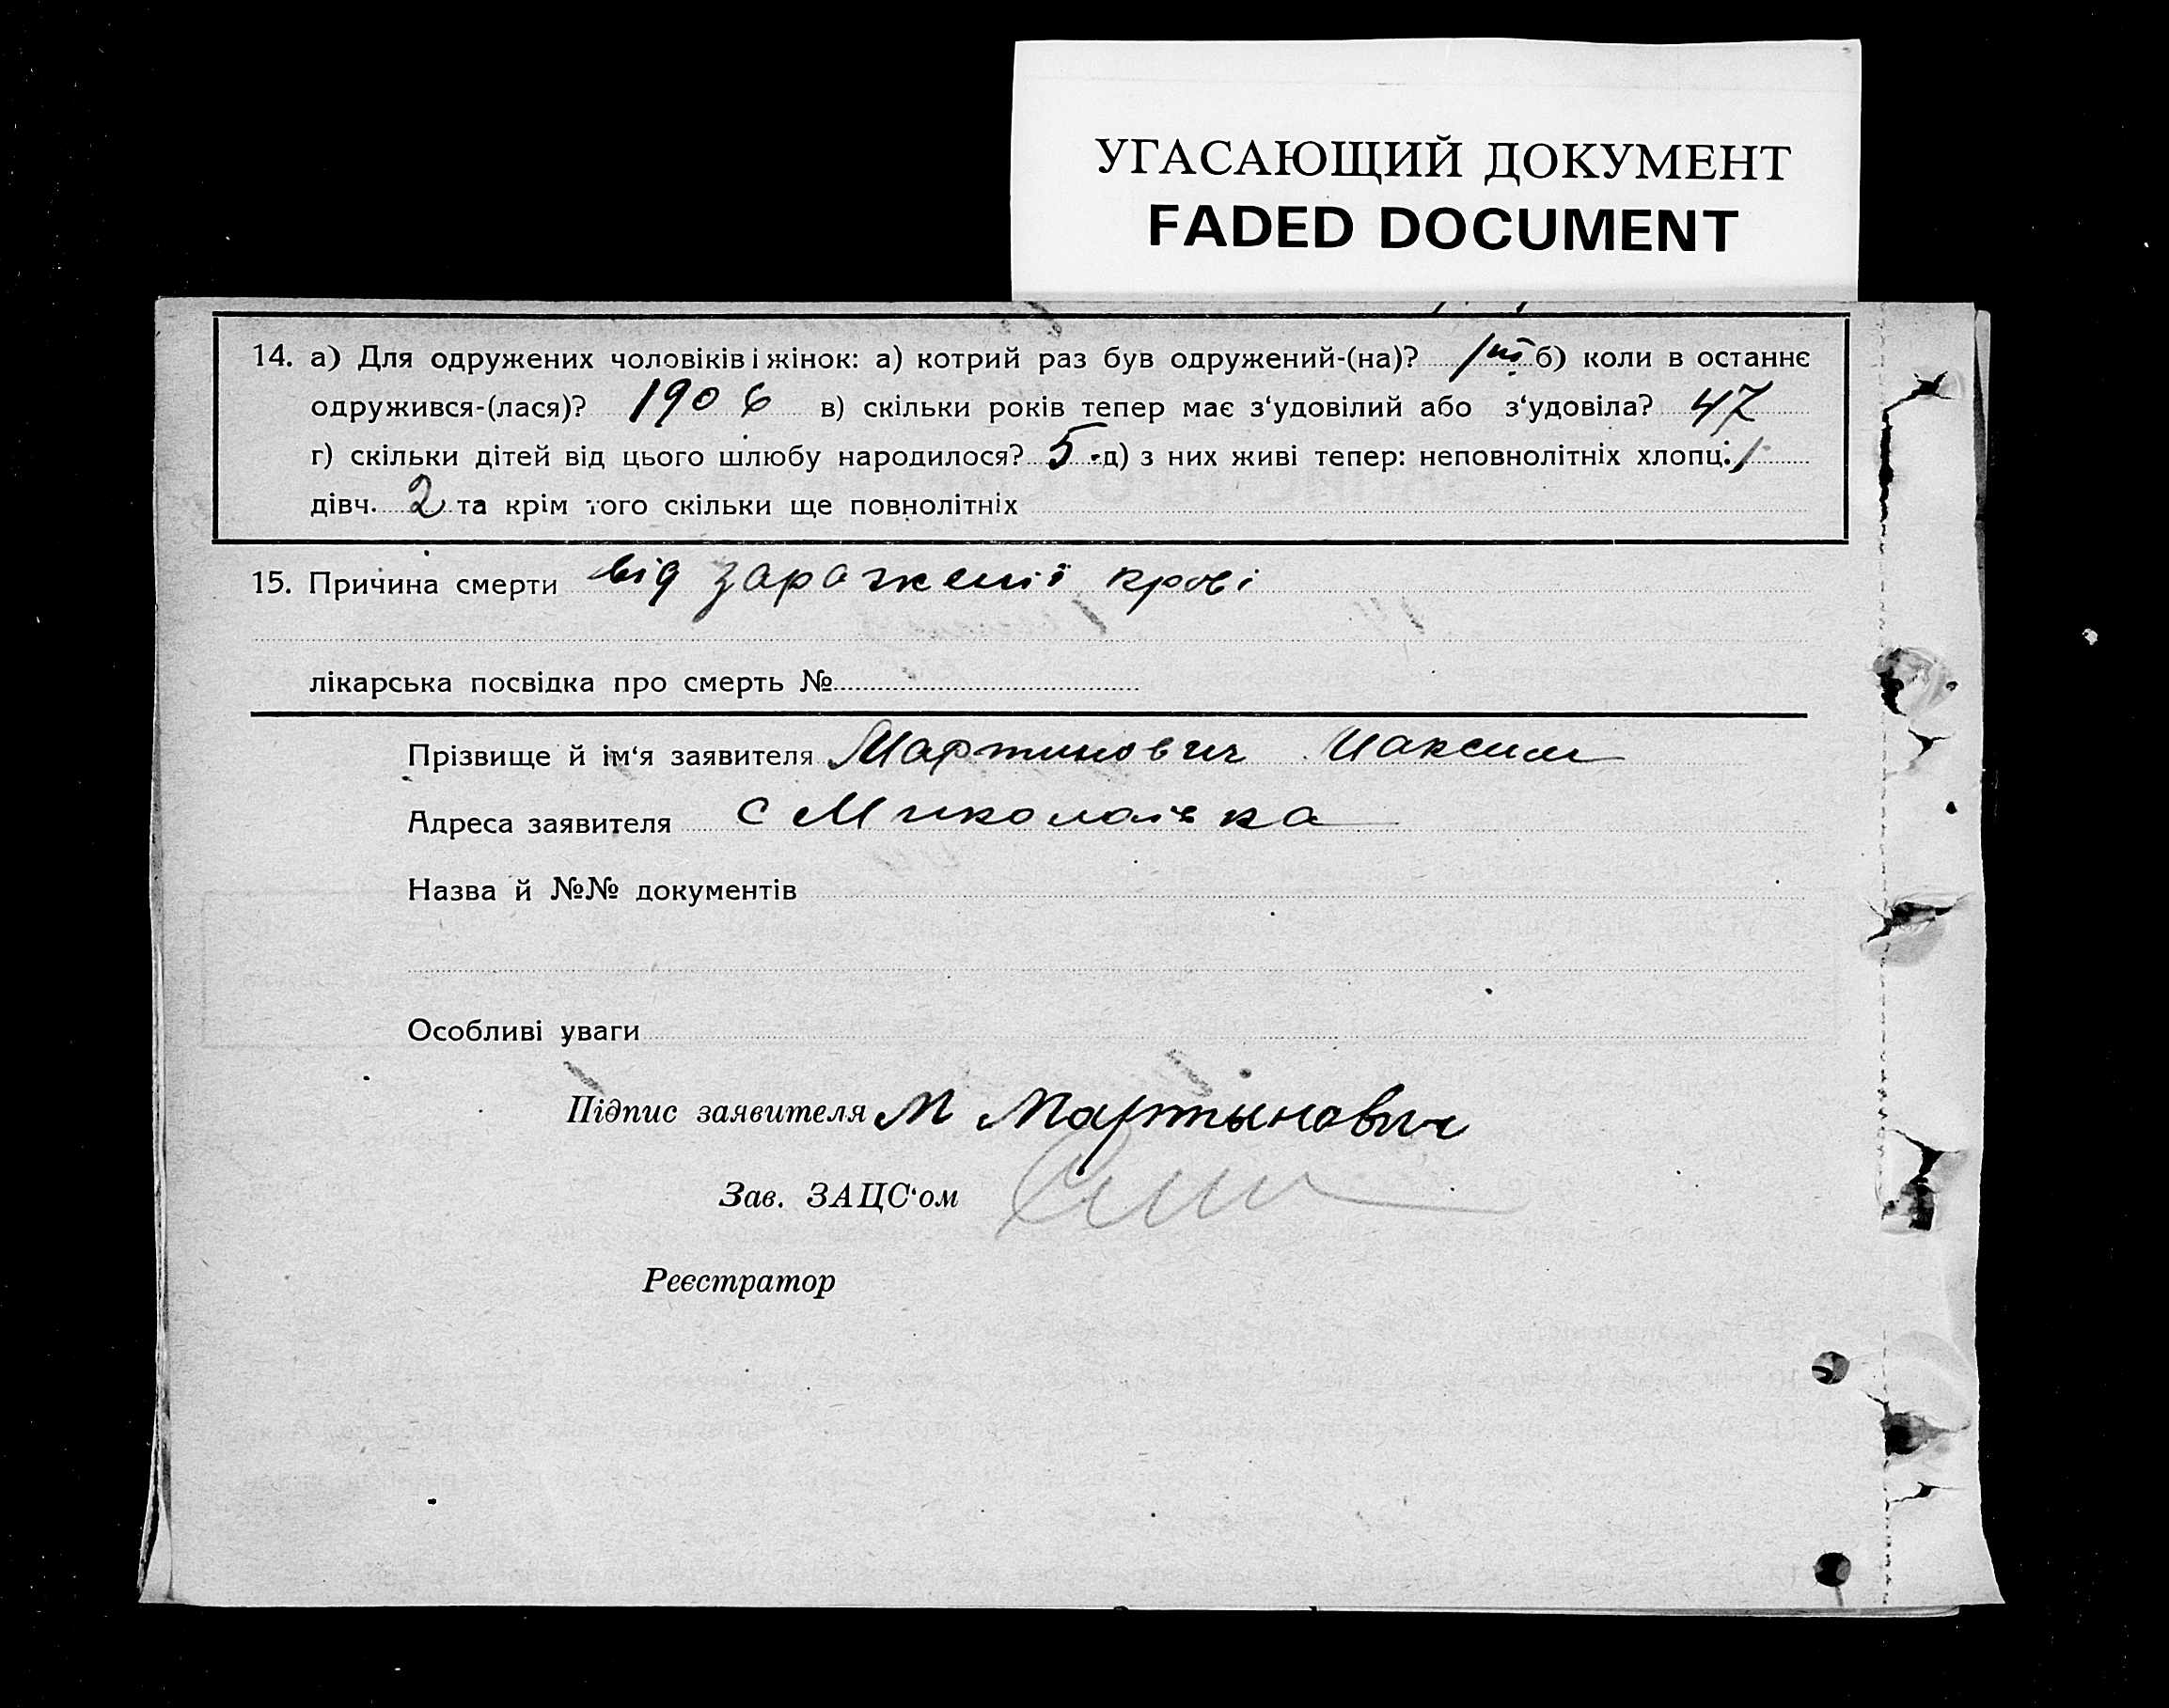 УГАСАЮЩИЙ ДОКУМЕНТ
FADED DOCUMENT
14. а) Для одружених чоловіків і жінок: а) котрий раз був одружений-(на)? 1ий б) коли в останнє
одружився-(лася)? 1906 в) скільки років тепер має з‘удовілий або з‘удовіла? 47
г) скільки дітей від цього шлюбу народилося? 5 д) з них живі тепер: неповнолітніх хлопц. 1
дівч. 2 та крім того скільки ще повнолітніх
15. Причина смерти від зараженії крові
лікарська посвідка про смерть №
Прізвище й ім‘я заявителя Мартинович Максим
Адреса заявителя с Миколаівка
Назва й №№ документів
Особливі уваги
Підпис заявителя М Мартынович
Зав. ЗАЦС‘ом
Реєстратор